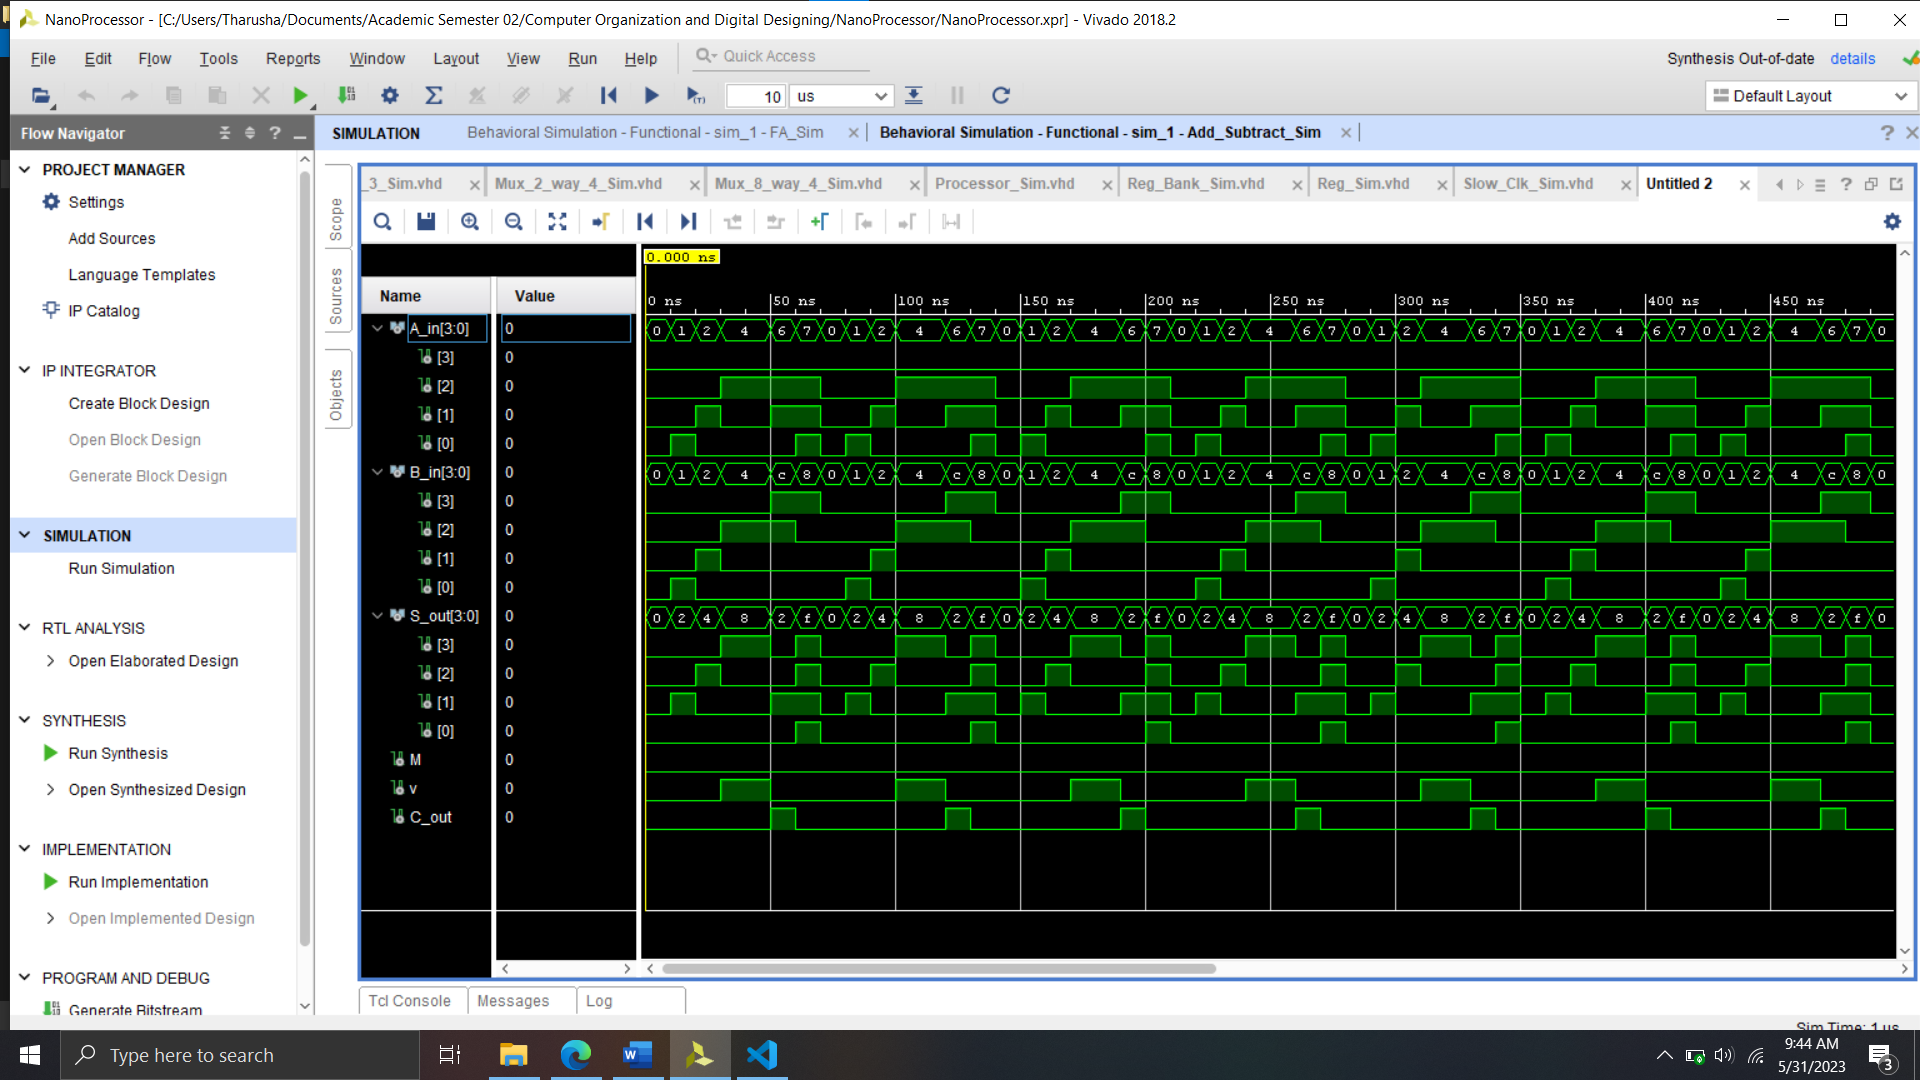 NanoProcessor - [C:/Users/Tharusha/Documents/Academic Semester 02/Computer Organization and Digital Designing/NanoProcessor/NanoProcessor.xpr] - Vivado 2018.2
File Edit Flow Tools Reports Window Layout View Run Help Quick Access Synthesis Out-of-date details
10 us Default Layout
Flow Navigator ? SIMULATION Behavioral Simulation - Functional - sim_1 - FA_Sim Behavioral Simulation - Functional - sim_1 - Add_Subtract_Sim ?
PROJECT MANAGER
Settings
Add Sources
Language Templates
IP Catalog
IP INTEGRATOR
Create Block Design
Open Block Design
Generate Block Design
SIMULATION
Run Simulation
RTL ANALYSIS
Open Elaborated Design
SYNTHESIS
Run Synthesis
Open Synthesized Design
IMPLEMENTATION
Run Implementation
Open Implemented Design
PROGRAM AND DEBUG
Generate Bitstream
Scope
Sources
Objects
_3_Sim.vhd Mux_2_way_4_Sim.vhd Mux_8_way_4_Sim.vhd Processor_Sim.vhd Reg_Bank_Sim.vhd Reg_Sim.vhd Slow_Clk_Sim.vhd Untitled 2 ?
0.000 ns
Name Value
0 ns 50 ns 100 ns 150 ns 200 ns 250 ns 300 ns 350 ns 400 ns 450 ns
A_in[3:0] 0 0 1 2 4 6 7 0 1 2 4 6 7 0 1 2 4 6 7 0 1 2 4 6 7 0 1 2 4 6 7 0 1 2 4 6 7 0 1 2 4 6 7 0
[3] 0
[2] 0
[1] 0
[0] 0
B_in[3:0] 0 0 1 2 4 c 8 0 1 2 4 c 8 0 1 2 4 c 8 0 1 2 4 c 8 0 1 2 4 c 8 0 1 2 4 c 8 0 1 2 4 c 8 0
[3] 0
[2] 0
[1] 0
[0] 0
S_out[3:0] 0 0 2 4 8 2 f 0 2 4 8 2 f 0 2 4 8 2 f 0 2 4 8 2 f 0 2 4 8 2 f 0 2 4 8 2 f 0 2 4 8 2 f 0
[3] 0
[2] 0
[1] 0
[0] 0
M 0
v 0
C_out 0
Tcl Console Messages Log
Sim Time: 1 us
Type here to search
9:44 AM
5/31/2023
3